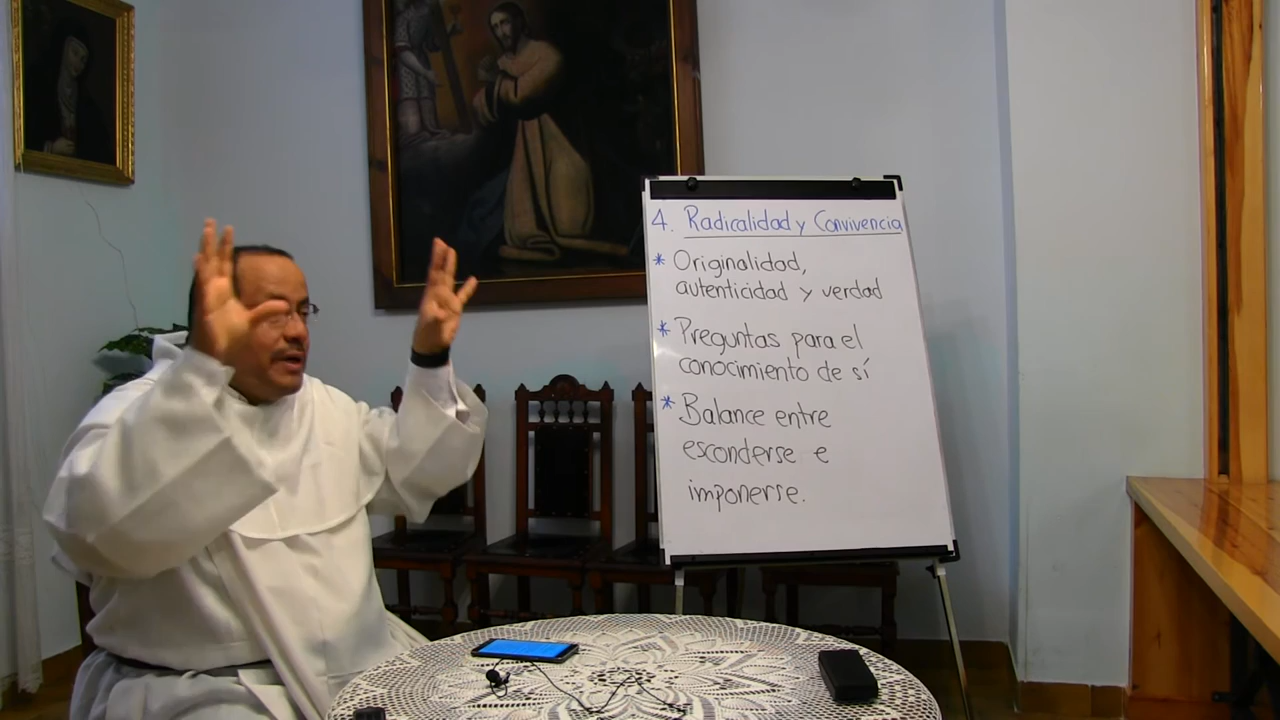 4. Radicalidad y Convivencia
* Originalidad,
autenticidad y verdad
* Preguntas para el
conocimiento de sí
* Balance entre
esconderse e
imponerse.